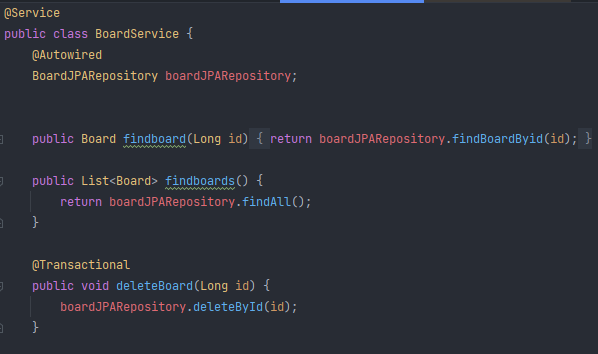 @Service
public class BoardService {
@Autowired
BoardJPARepository boardJPARepository;
public Board findboard(Long id) { return boardJPARepository.findBoardByid(id); }
public List<Board> findboards() {
return boardJPARepository.findAll();
}
@Transactional
public void deleteBoard(Long id) {
boardJPARepository.deleteById(id);
}